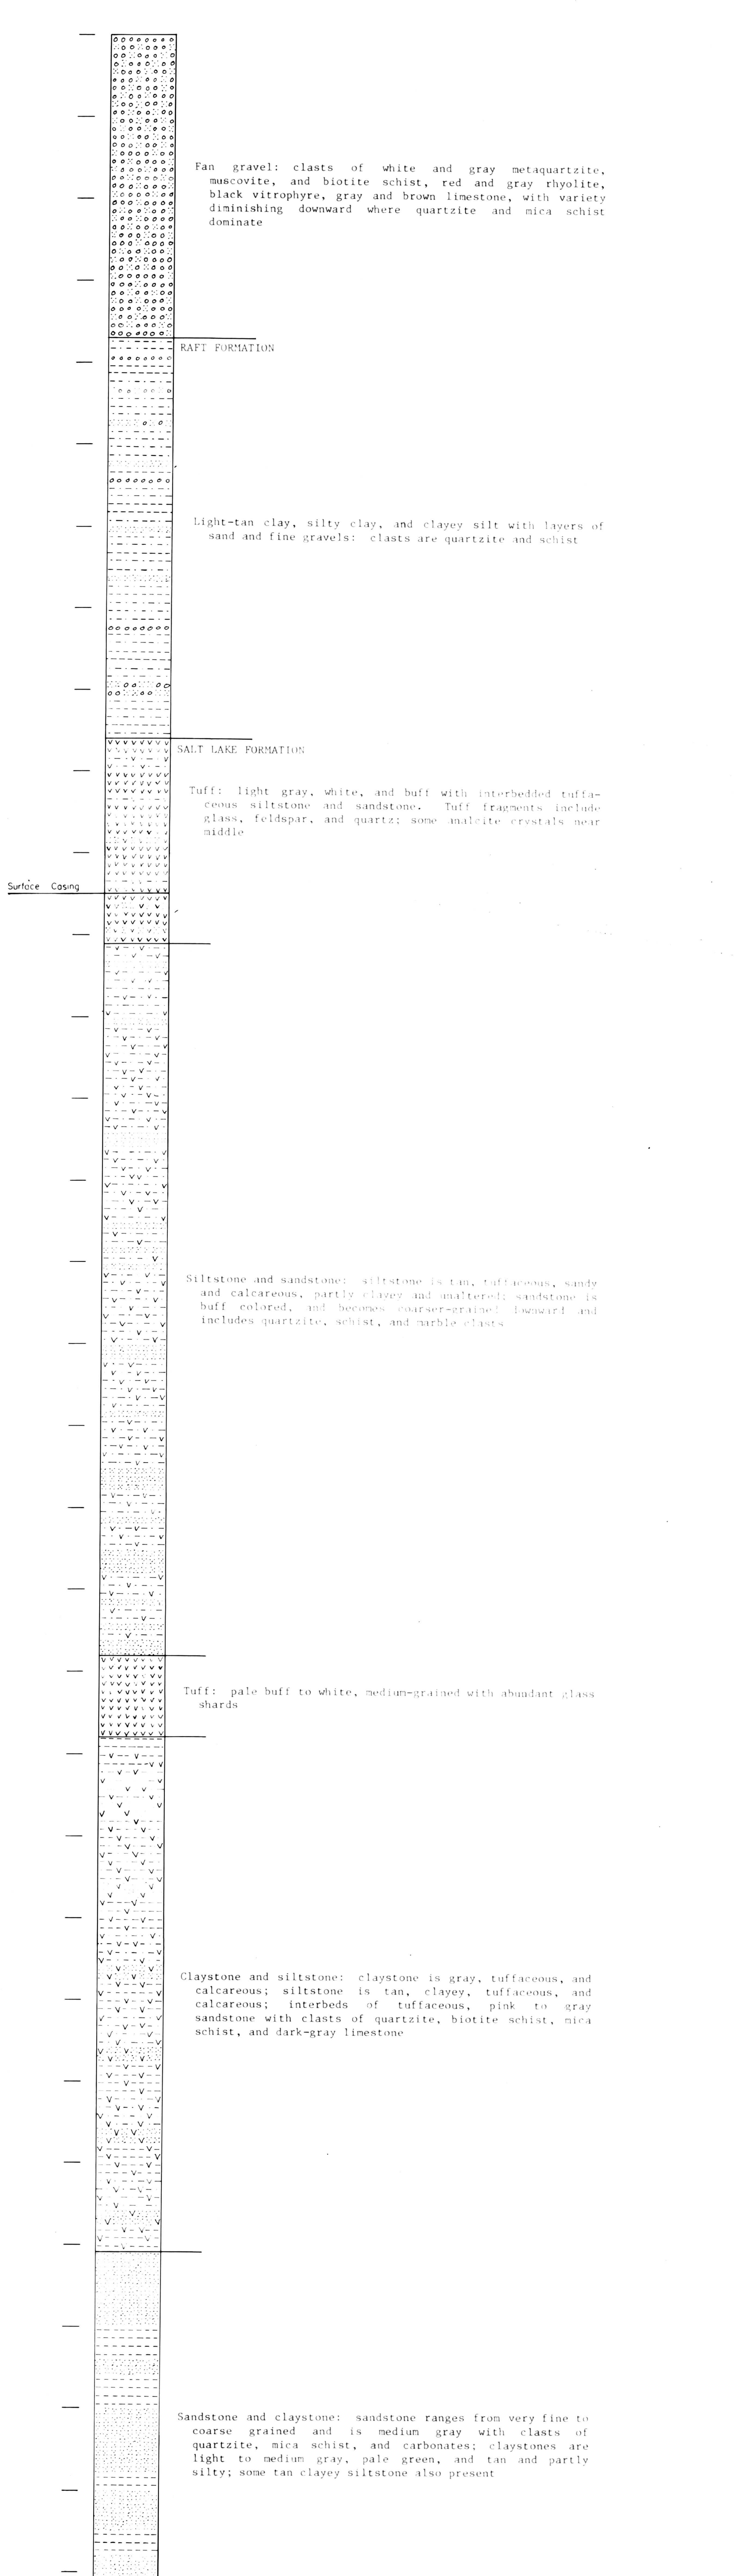 Fan gravel: clasts of white and gray metaquartzite,
muscovite, and biotite schist, red and gray rhyolite,
black vitrophyre, gray and brown limestone, with variety
diminishing downward where quartzite and mica schist
dominate
RAFT FORMATION
Light-tan clay, silty clay, and clayey silt with layers of
sand and fine gravels: clasts are quartzite and schist
SALT LAKE FORMATION
Tuff: light gray, white, and buff with interbedded tuffa-
ceous siltstone and sandstone. Tuff fragments include
glass, feldspar, and quartz; some analcite crystals near
middle
Surface Casing
Siltstone and sandstone: siltstone is tan, tuffaceous, sandy
and calcareous, partly clayey and unaltered; sandstone is
buff colored, and becomes coarser-grained downward and
includes quartzite, schist, and marble clasts
Tuff: pale buff to white, medium-grained with abundant glass
shards
Claystone and siltstone: claystone is gray, tuffaceous, and
calcareous; siltstone is tan, clayey, tuffaceous, and
calcareous; interbeds of tuffaceous, pink to gray
sandstone with clasts of quartzite, biotite schist, mica
schist, and dark-gray limestone
Sandstone and claystone: sandstone ranges from very fine to
coarse grained and is medium gray with clasts of
quartzite, mica schist, and carbonates; claystones are
light to medium gray, pale green, and tan and partly
silty; some tan clayey siltstone also present